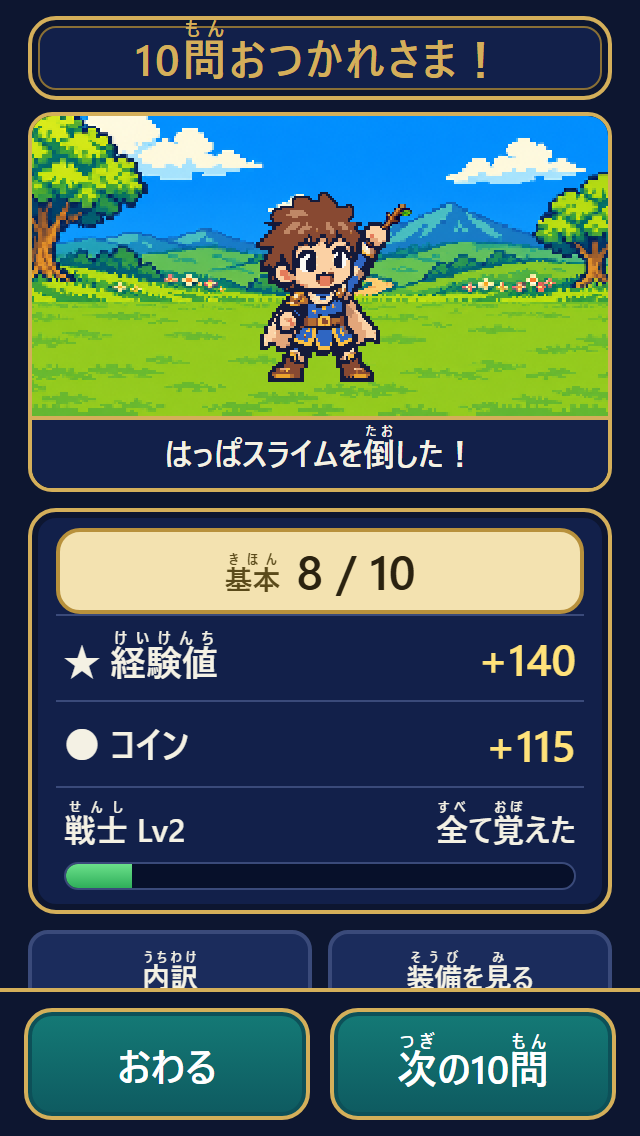 10問おつかれさま！
はっぱスライムを倒した！
基本 8 / 10
★ 経験値 +140
● コイン +115
戦士 Lv2 全て覚えた
内訳 装備を見る
おわる 次の10問